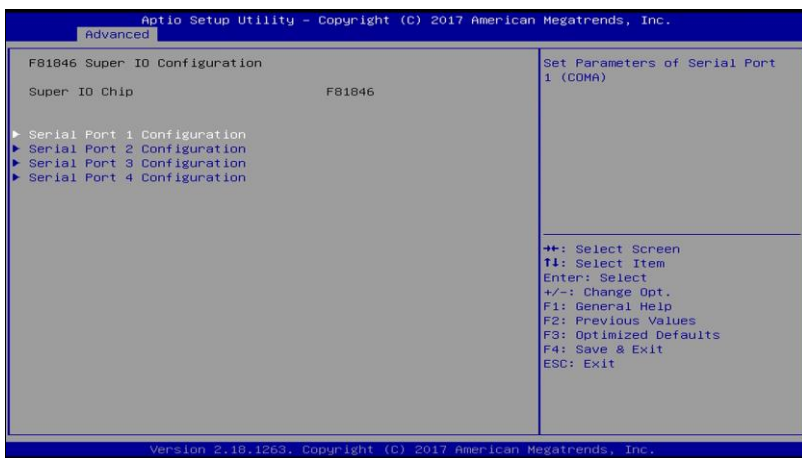 Aptio Setup Utility – Copyright (C) 2017 American Megatrends, Inc.
Advanced
F81846 Super IO Configuration
Super IO Chip F81846
▶ Serial Port 1 Configuration
▶ Serial Port 2 Configuration
▶ Serial Port 3 Configuration
▶ Serial Port 4 Configuration
Set Parameters of Serial Port
1 (COMA)
→←: Select Screen
↑↓: Select Item
Enter: Select
+/-: Change Opt.
F1: General Help
F2: Previous Values
F3: Optimized Defaults
F4: Save & Exit
ESC: Exit
Version 2.18.1263. Copyright (C) 2017 American Megatrends, Inc.